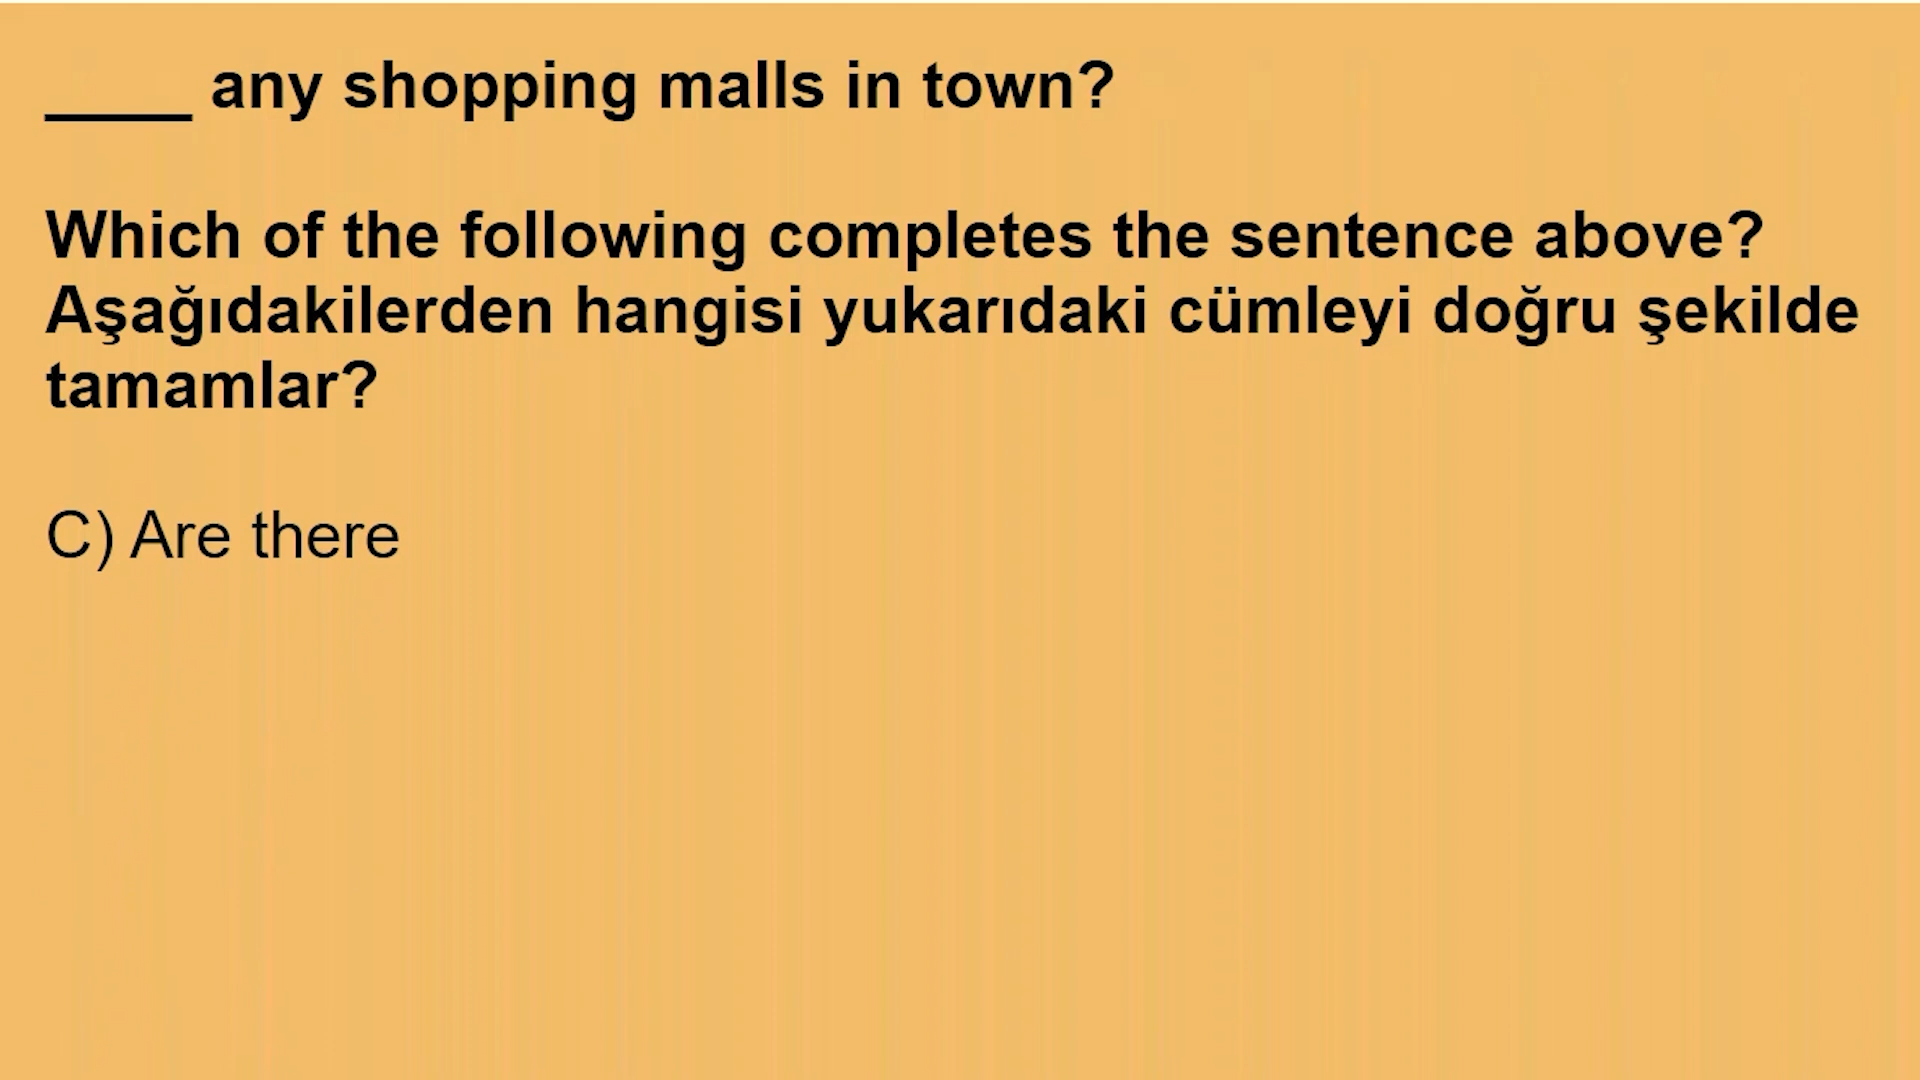 ____ any shopping malls in town?
Which of the following completes the sentence above?
Aşağıdakilerden hangisi yukarıdaki cümleyi doğru şekilde
tamamlar?
C) Are there